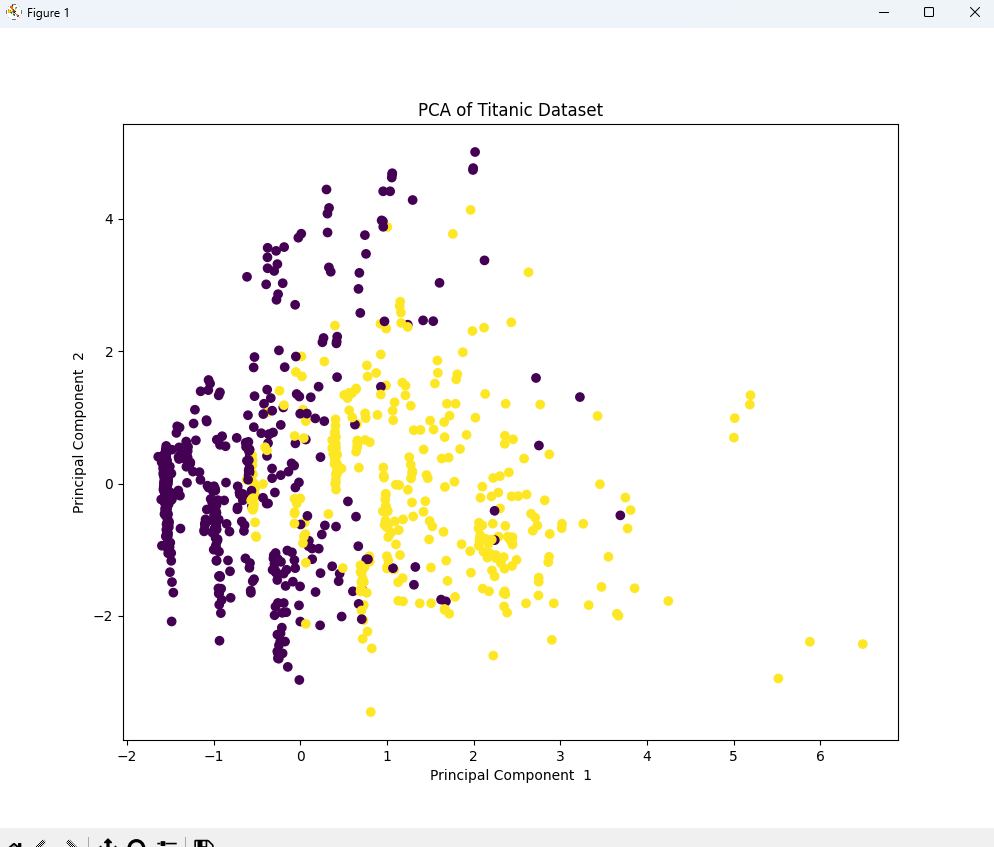 Figure 1
PCA of Titanic Dataset
4
2
0
−2
Principal Component  2
−2 −1 0 1 2 3 4 5 6
Principal Component  1